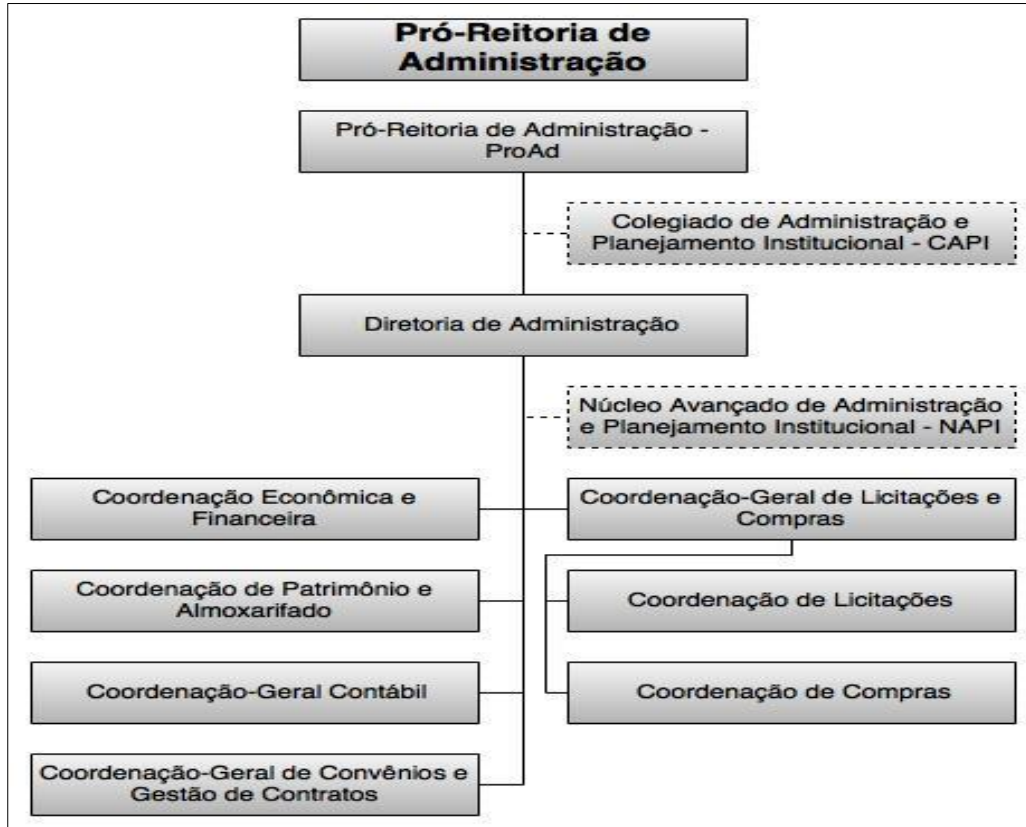 Pró-Reitoria de
Administração
Pró-Reitoria de Administração -
ProAd
Colegiado de Administração e
Planejamento Institucional - CAPI
Diretoria de Administração
Núcleo Avançado de Administração
e Planejamento Institucional - NAPI
Coordenação Econômica e
Financeira
Coordenação-Geral de Licitações e
Compras
Coordenação de Patrimônio e
Almoxarifado
Coordenação de Licitações
Coordenação-Geral Contábil
Coordenação de Compras
Coordenação-Geral de Convênios e
Gestão de Contratos